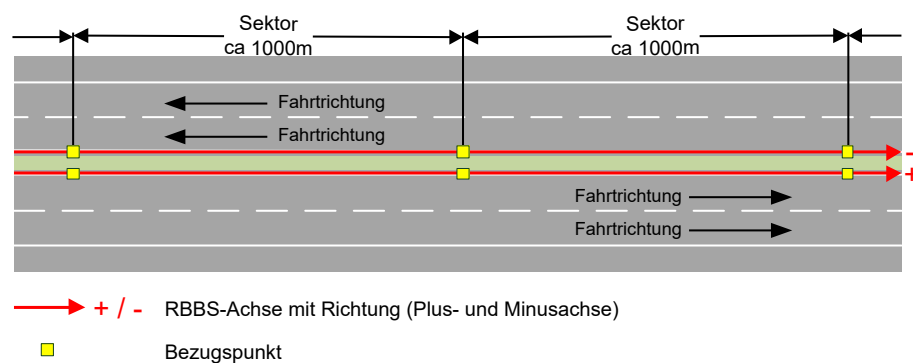 Sektor
ca 1000m
Sektor
ca 1000m
Fahrtrichtung
Fahrtrichtung
-
+
Fahrtrichtung
Fahrtrichtung
+ / - RBBS-Achse mit Richtung (Plus- und Minusachse)
Bezugspunkt